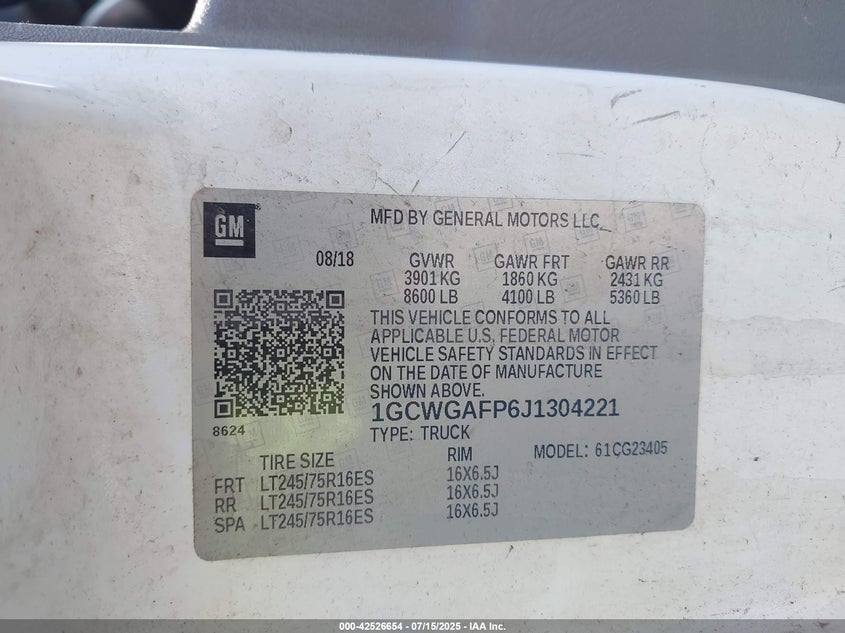 GM
MFD BY GENERAL MOTORS LLC
08/18
GVWR GAWR FRT GAWR RR
3901 KG 1860 KG 2431 KG
8600 LB 4100 LB 5360 LB
THIS VEHICLE CONFORMS TO ALL
APPLICABLE U.S. FEDERAL MOTOR
VEHICLE SAFETY STANDARDS IN EFFECT
ON THE DATE OF MANUFACTURE
SHOWN ABOVE.
1GCWGAFP6J1304221
8624
TYPE: TRUCK
MODEL: 61CG23405
TIRE SIZE RIM
FRT LT245/75R16ES 16X6.5J
RR LT245/75R16ES 16X6.5J
SPA LT245/75R16ES 16X6.5J
000-42526654 - 07/15/2025 - IAA Inc.